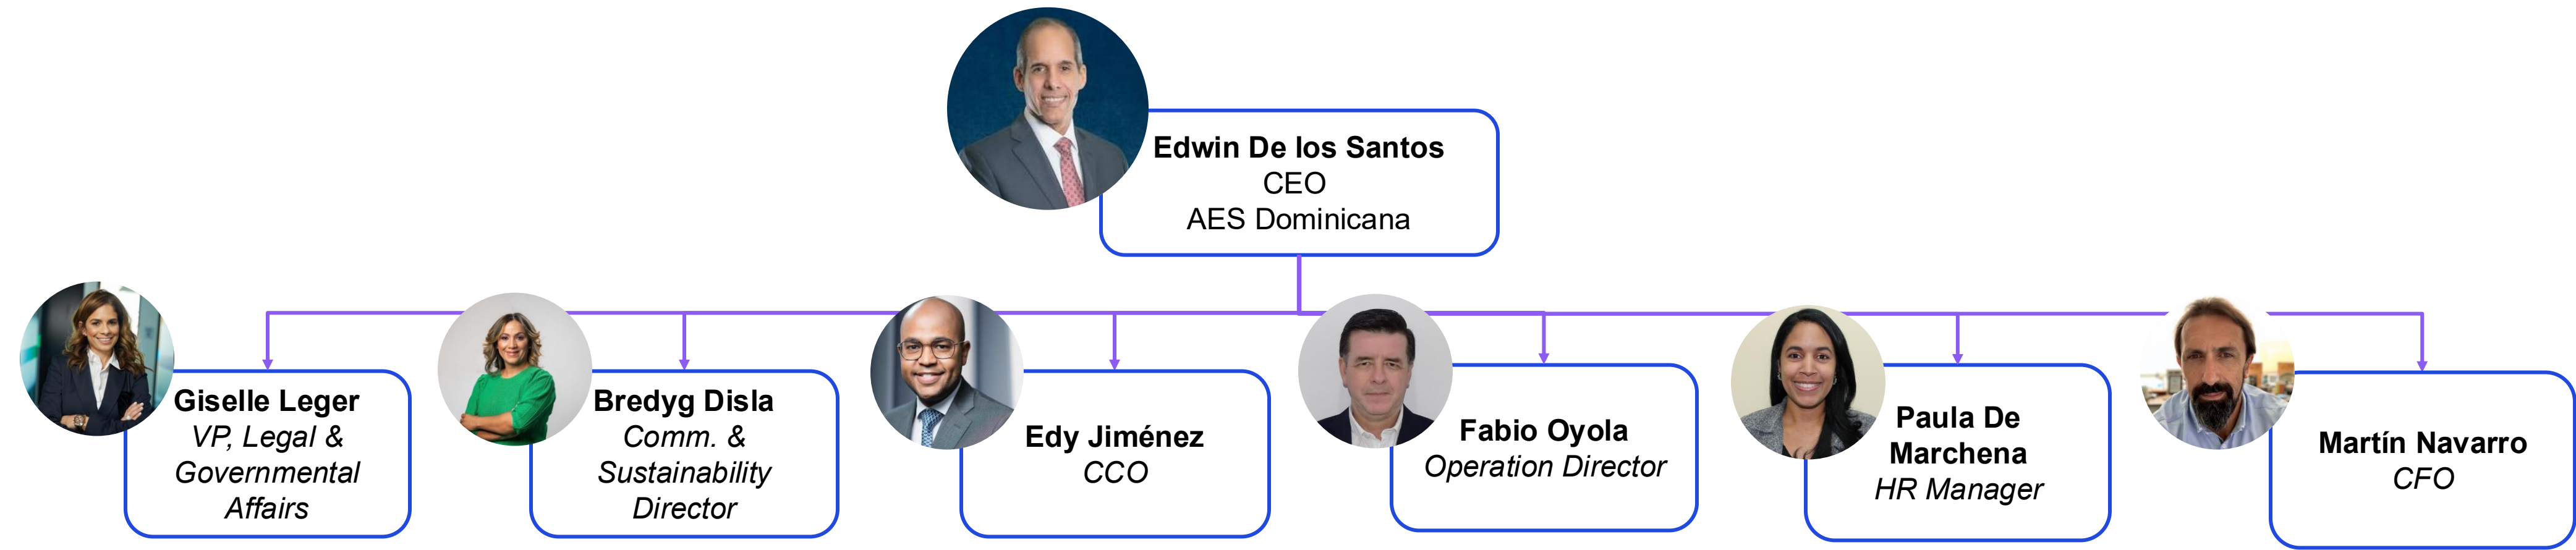 Edwin De los Santos
CEO
AES Dominicana
Giselle Leger
VP, Legal &
Governmental
Affairs
Bredyg Disla
Comm. &
Sustainability
Director
Edy Jiménez
CCO
Fabio Oyola
Operation Director
Paula De
Marchena
HR Manager
Martín Navarro
CFO